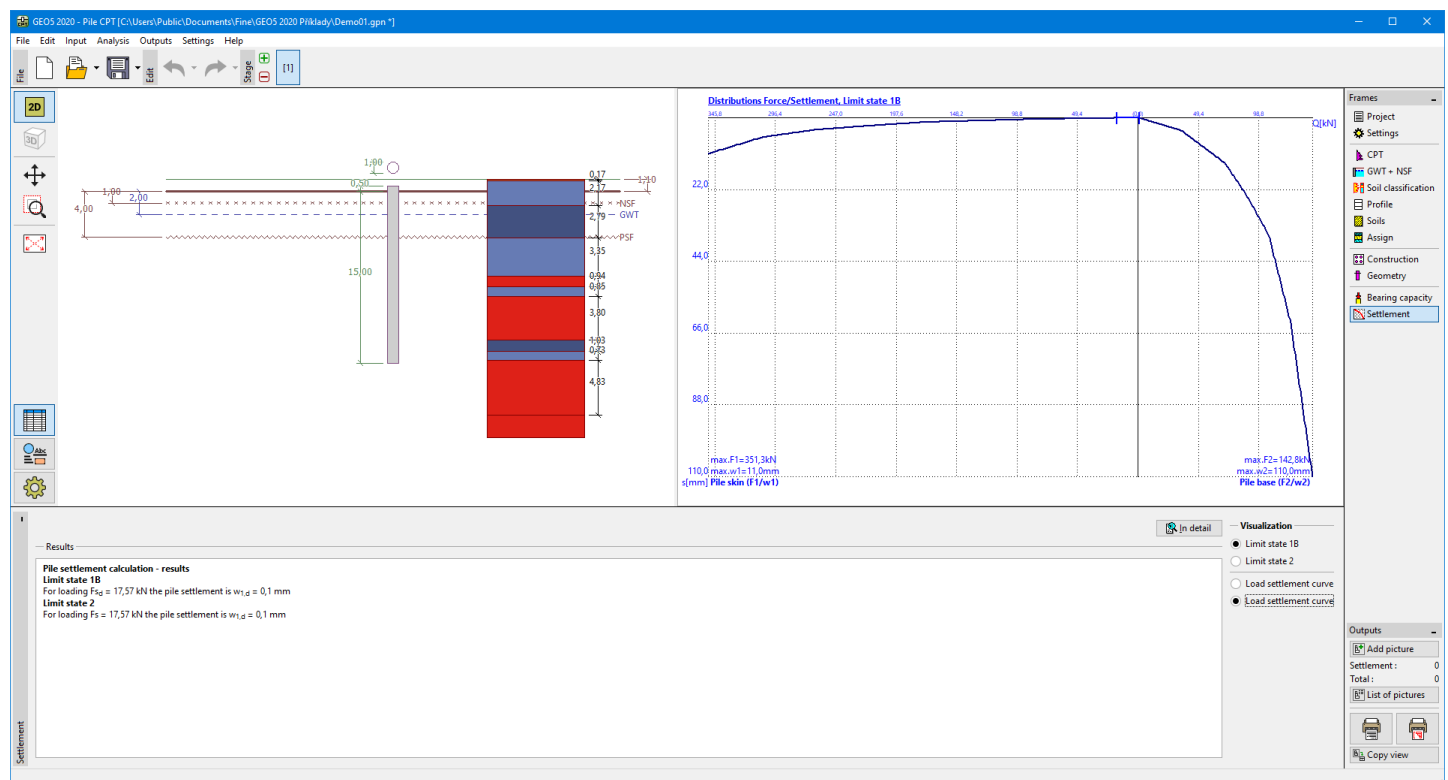 GEO5 2020 - Pile CPT [C:\Users\Public\Documents\Fine\GEO5 2020 Příklady\Demo01.gpn *]
File Edit Input Analysis Outputs Settings Help
File
Edit
Stage
[1]
2D
3D
1,00
0,50
1,00
2,00
4,00
15,00
0,17
2,17
2,79
3,35
0,94
0,85
3,80
1,03
0,73
4,83
1,10
NSF
GWT
PSF
Distributions Force/Settlement, Limit state 1B
345,8 296,4 247,0 197,6 148,2 98,8 49,4 0,0 49,4 98,8
Q[kN]
22,0
44,0
66,0
88,0
110,0
s[mm]
max.F1=351,3kN
max.w1=11,0mm
Pile skin (F1/w1)
max.F2=142,8kN
max.w2=110,0mm
Pile base (F2/w2)
Frames
Project
Settings
CPT
GWT + NSF
Soil classification
Profile
Soils
Assign
Construction
Geometry
Bearing capacity
Settlement
Abc
Settlement
In detail
Results
Pile settlement calculation - results
Limit state 1B
For loading Fsd = 17,57 kN the pile settlement is w1,d = 0,1 mm
Limit state 2
For loading Fs = 17,57 kN the pile settlement is w1,d = 0,1 mm
Visualization
Limit state 1B
Limit state 2
Load settlement curve
Load settlement curve
Outputs
Add picture
Settlement : 0
Total : 0
List of pictures
Copy view